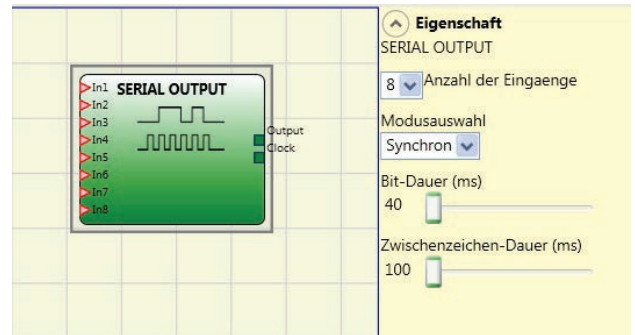 In1 SERIAL OUTPUT
In2
In3
In4
In5
In6
In7
In8
Output
Clock
Eigenschaft
SERIAL OUTPUT
8 Anzahl der Eingaenge
Modusauswahl
Synchron
Bit-Dauer (ms)
40
Zwischenzeichen-Dauer (ms)
100